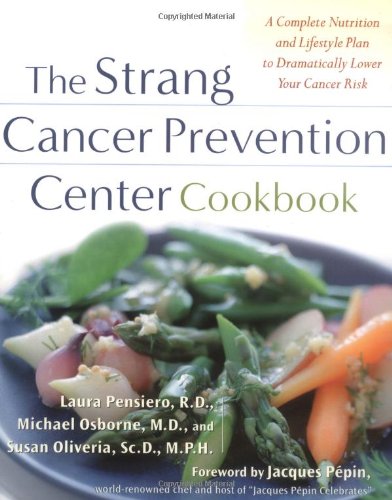 Copyrighted Material
A Complete Nutrition
and Lifestyle Plan
to Dramatically Lower
Your Cancer Risk
The Strang
Cancer Prevention
Center Cookbook
Laura Pensiero, R.D.,
Michael Osborne, M.D., and
Susan Oliveria, Sc.D., M.P.H.
Foreword by Jacques Pépin,
world-renowned chef and host of "Jacques Pépin Celebrates"
Copyrighted Material